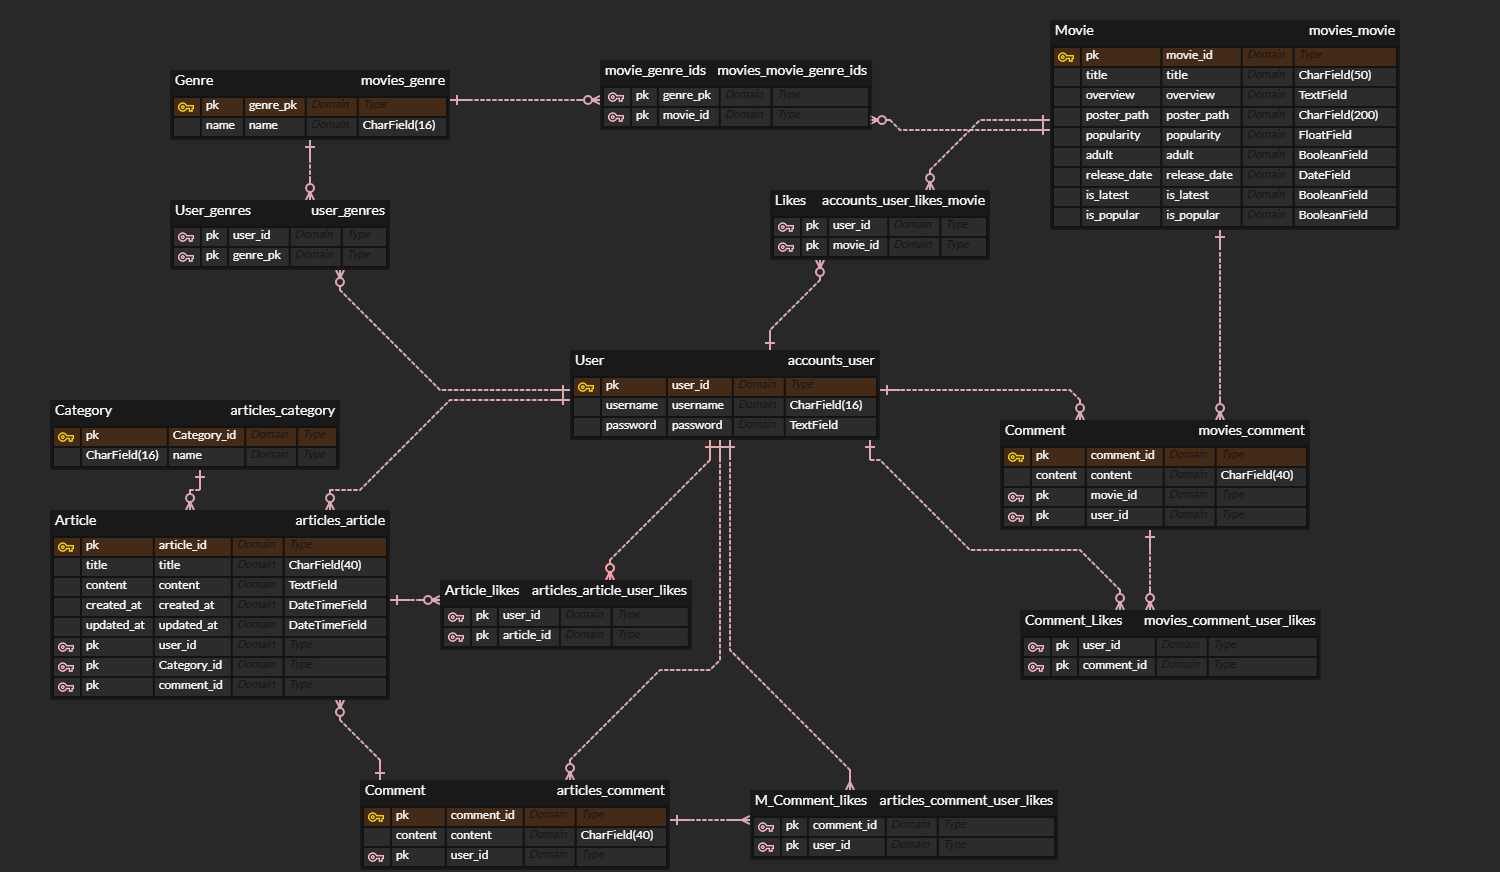 Genre movies_genre
pk genre_pk Domain Type
name name Domain CharField(16)
movie_genre_ids movies_movie_genre_ids
pk genre_pk Domain Type
pk movie_id Domain Type
Movie movies_movie
pk movie_id Domain Type
title title Domain CharField(50)
overview overview Domain TextField
poster_path poster_path Domain CharField(200)
popularity popularity Domain FloatField
adult adult Domain BooleanField
release_date release_date Domain DateField
is_latest is_latest Domain BooleanField
is_popular is_popular Domain BooleanField
User_genres user_genres
pk user_id Domain Type
pk genre_pk Domain Type
Likes accounts_user_likes_movie
pk user_id Domain Type
pk movie_id Domain Type
User accounts_user
pk user_id Domain Type
username username Domain CharField(16)
password password Domain TextField
Category articles_category
pk Category_id Domain Type
CharField(16) name Domain Type
Comment movies_comment
pk comment_id Domain Type
content content Domain CharField(40)
pk movie_id Domain Type
pk user_id Domain Type
Article articles_article
pk article_id Domain Type
title title Domain CharField(40)
content content Domain TextField
created_at created_at Domain DateTimeField
updated_at updated_at Domain DateTimeField
pk user_id Domain Type
pk Category_id Domain Type
pk comment_id Domain Type
Article_likes articles_article_user_likes
pk user_id Domain Type
pk article_id Domain Type
Comment_Likes movies_comment_user_likes
pk user_id Domain Type
pk comment_id Domain Type
Comment articles_comment
pk comment_id Domain Type
content content Domain CharField(40)
pk user_id Domain Type
M_Comment_likes articles_comment_user_likes
pk comment_id Domain Type
pk user_id Domain Type